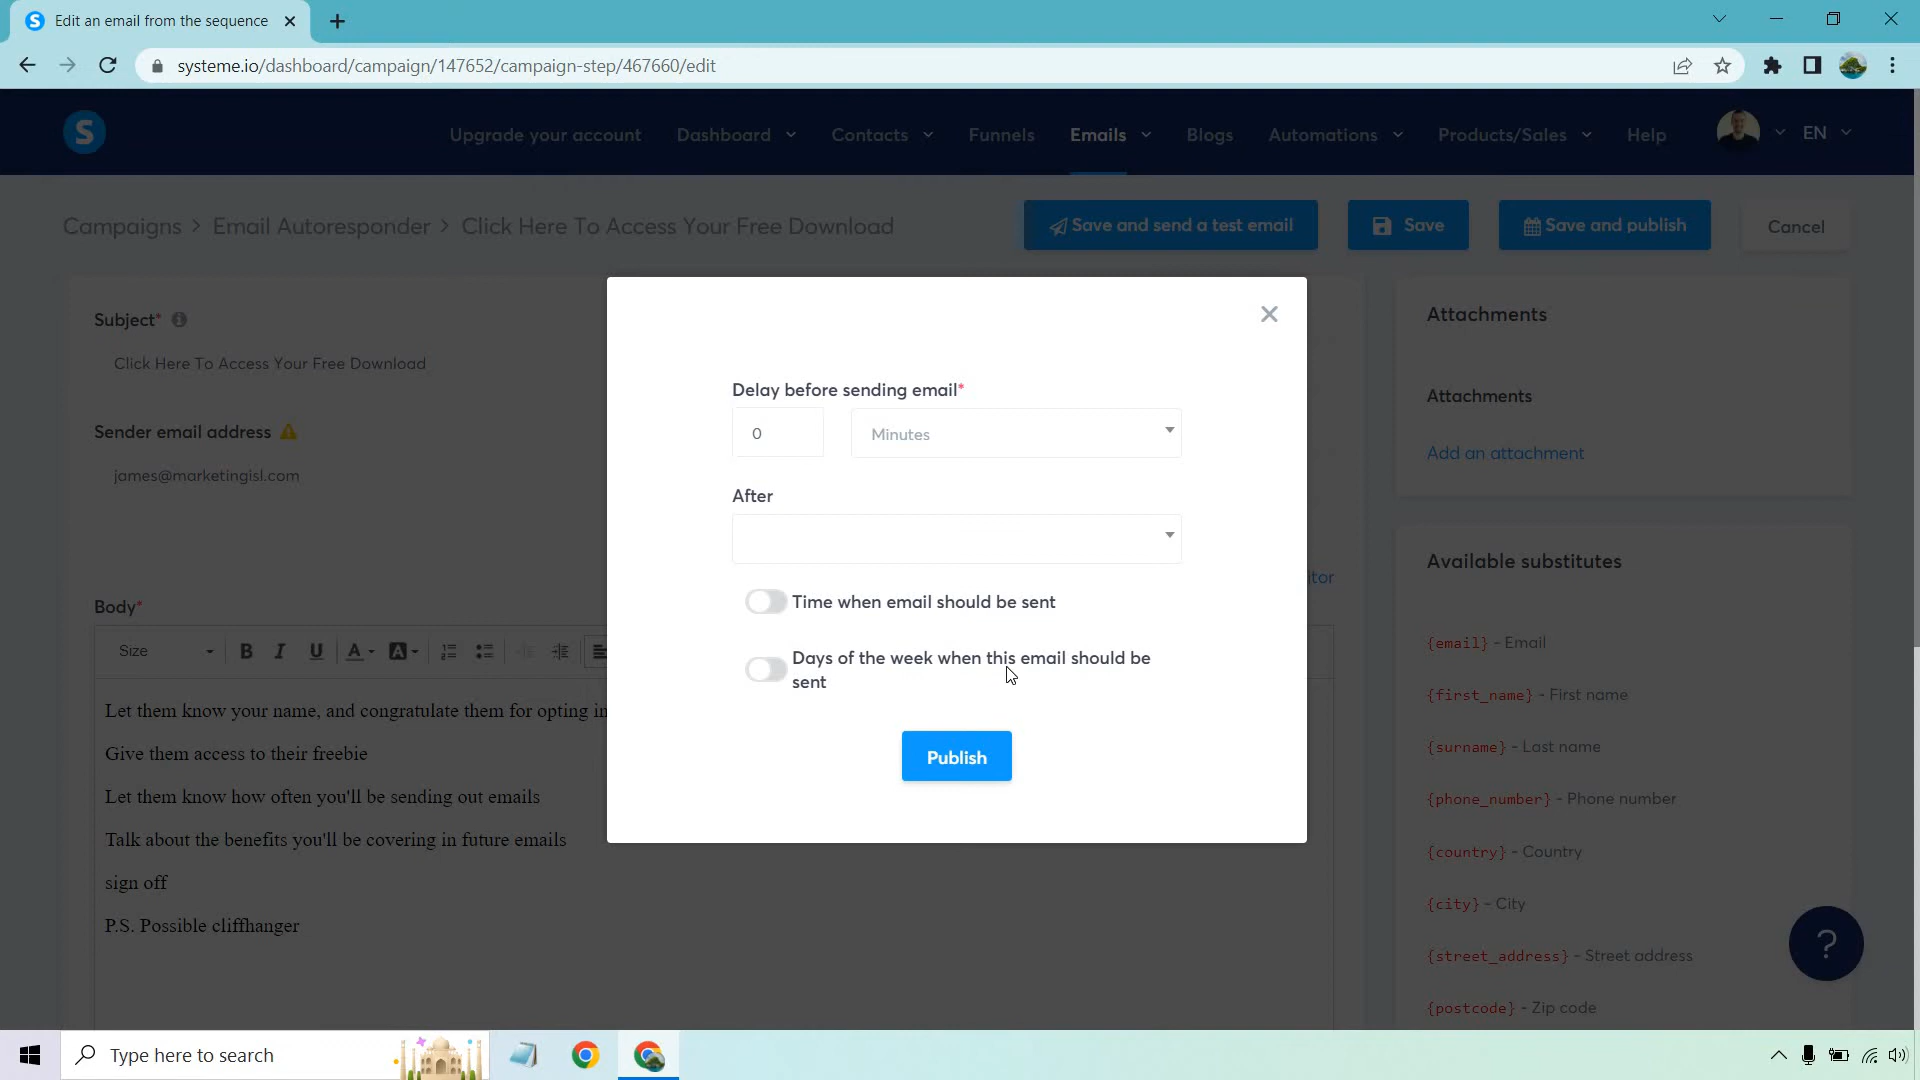 Edit an email from the sequence
systeme.io/dashboard/campaign/147652/campaign-step/467660/edit
S
Upgrade your account
Dashboard
Contacts
Funnels
Emails
Blogs
Automations
Products/Sales
Help
EN
Campaigns > Email Autoresponder > Click Here To Access Your Free Download
Save and send a test email
Save
Save and publish
Cancel
Subject*
Click Here To Access Your Free Download
Sender email address
james@marketingisl.com
Body*
Size
B I U A A
Let them know your name, and congratulate them for opting in
Give them access to their freebie
Let them know how often you'll be sending out emails
Talk about the benefits you'll be covering in future emails
sign off
P.S. Possible cliffhanger
Delay before sending email*
0
Minutes
After
Time when email should be sent
Days of the week when this email should be
sent
Publish
itor
Attachments
Attachments
Add an attachment
Available substitutes
{email} - Email
{first_name} - First name
{surname} - Last name
{phone_number} - Phone number
{country} - Country
{city} - City
{street_address} - Street address
{postcode} - Zip code
?
Type here to search